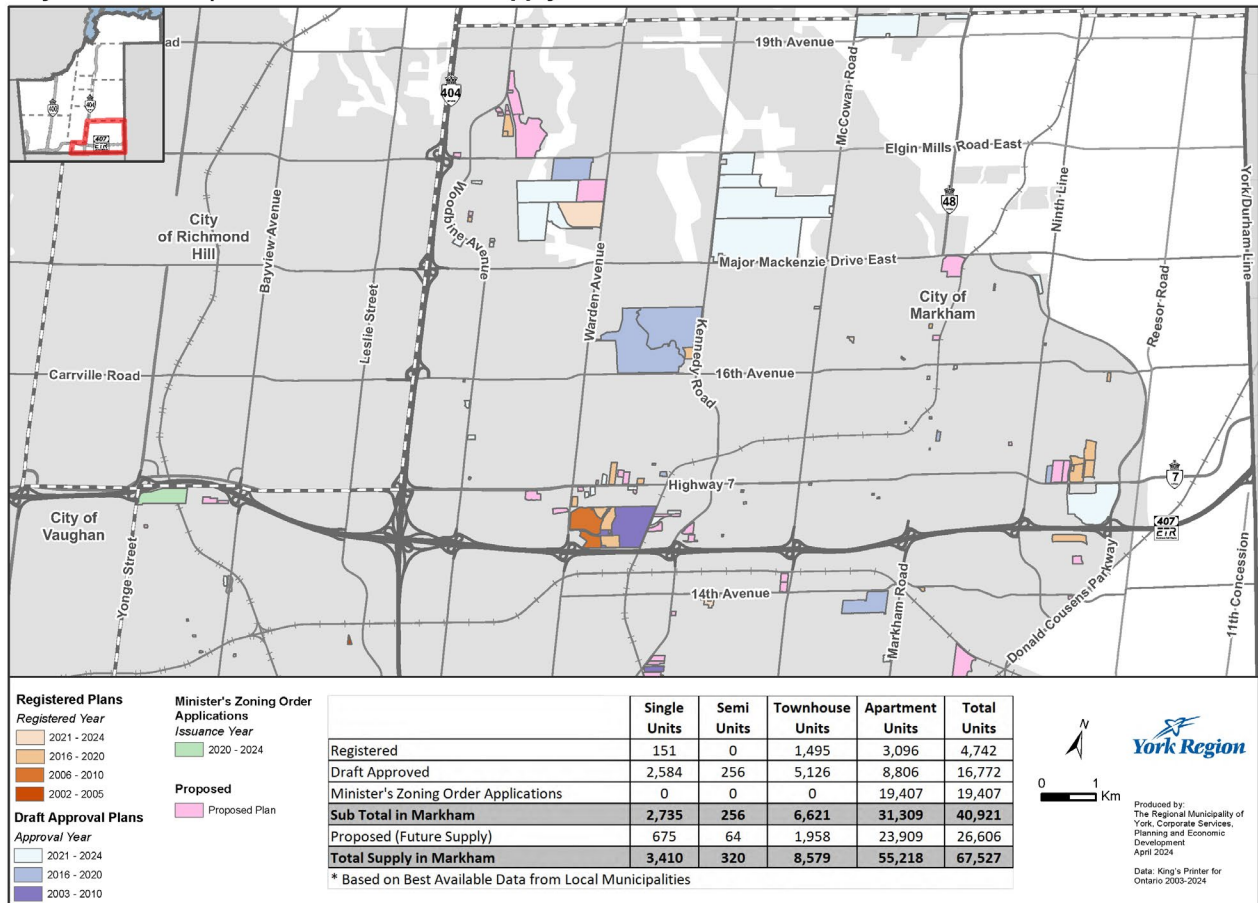 ad
400
404
407
ETR
404
19th Avenue
McCowan Road
Elgin Mills Road East
48
Ninth Line
York/Durham Line
Woodbine Avenue
City
of Richmond
Hill
Bayview Avenue
Leslie Street
Warden Avenue
Major Mackenzie Drive East
City of
Markham
Reesor Road
Kennedy Road
Carrville Road
16th Avenue
Highway 7
7
407
ETR
City of
Vaughan
Yonge Street
14th Avenue
Markham Road
Donald Cousens Parkway
11th Concession
Registered Plans
Registered Year
2021 - 2024
2016 - 2020
2006 - 2010
2002 - 2005
Draft Approval Plans
Approval Year
2021 - 2024
2016 - 2020
2003 - 2010
Minister's Zoning Order
Applications
Issuance Year
2020 - 2024
Proposed
Proposed Plan
Single Units Semi Units Townhouse Units Apartment Units Total Units
Registered 151 0 1,495 3,096 4,742
Draft Approved 2,584 256 5,126 8,806 16,772
Minister's Zoning Order Applications 0 0 0 19,407 19,407
Sub Total in Markham 2,735 256 6,621 31,309 40,921
Proposed (Future Supply) 675 64 1,958 23,909 26,606
Total Supply in Markham 3,410 320 8,579 55,218 67,527
* Based on Best Available Data from Local Municipalities
N
0 1
Km
York Region
Produced by:
The Regional Municipality of
York, Corporate Services,
Planning and Economic
Development
April 2024
Data: King's Printer for
Ontario 2003-2024